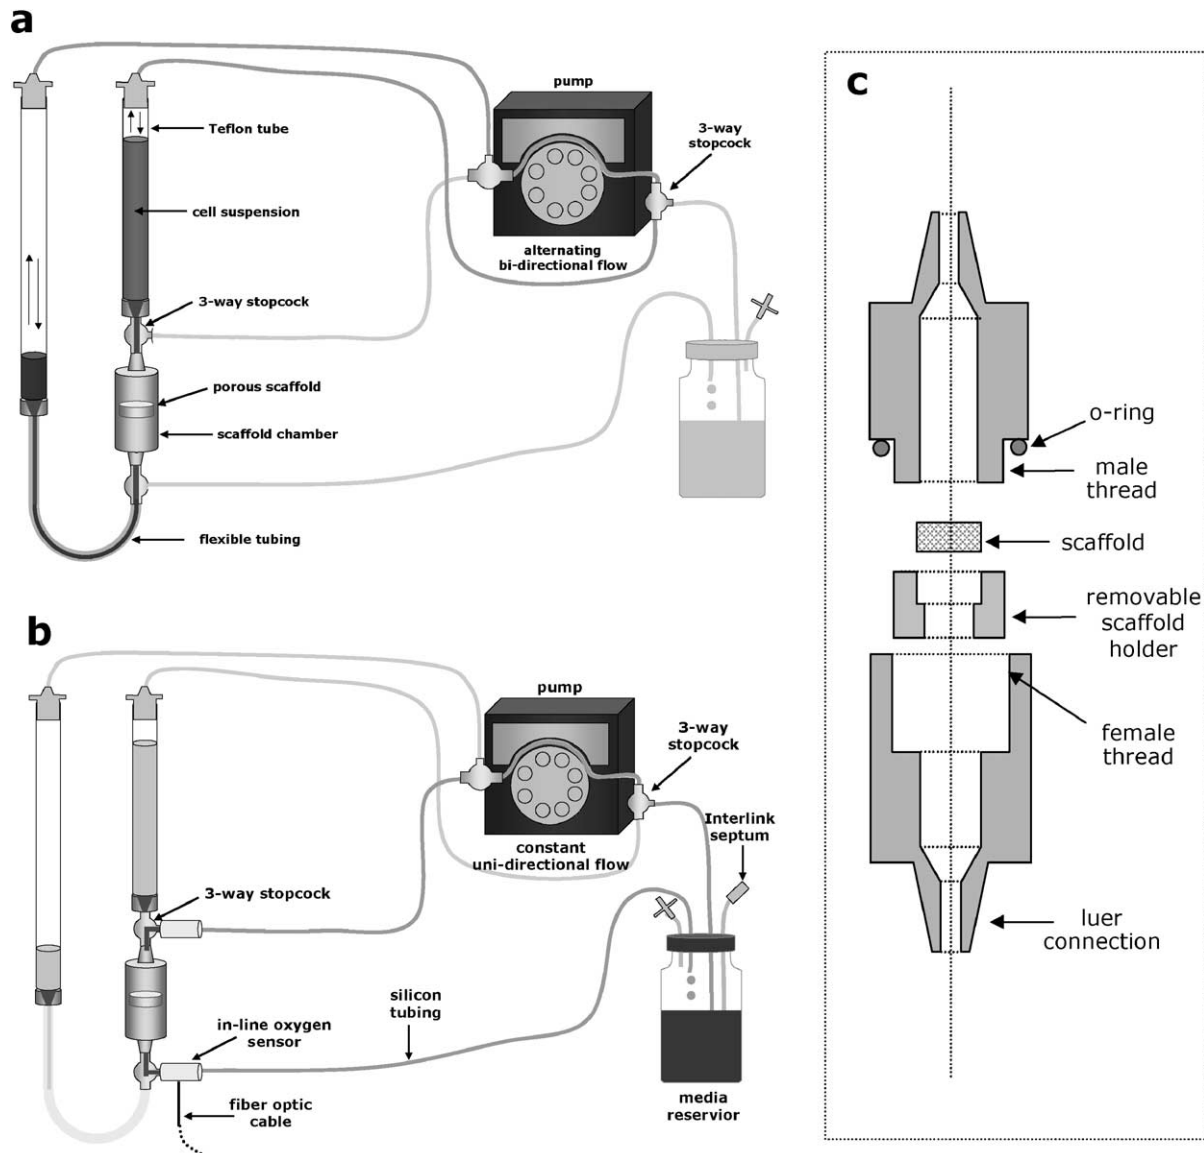 a
pump
Teflon tube
3-way
stopcock
cell suspension
alternating
bi-directional flow
3-way stopcock
porous scaffold
scaffold chamber
flexible tubing
b
pump
3-way
stopcock
Interlink
septum
constant
uni-directional flow
3-way stopcock
silicon
tubing
in-line oxygen
sensor
media
reservior
fiber optic
cable
c
o-ring
male
thread
scaffold
removable
scaffold
holder
female
thread
luer
connection